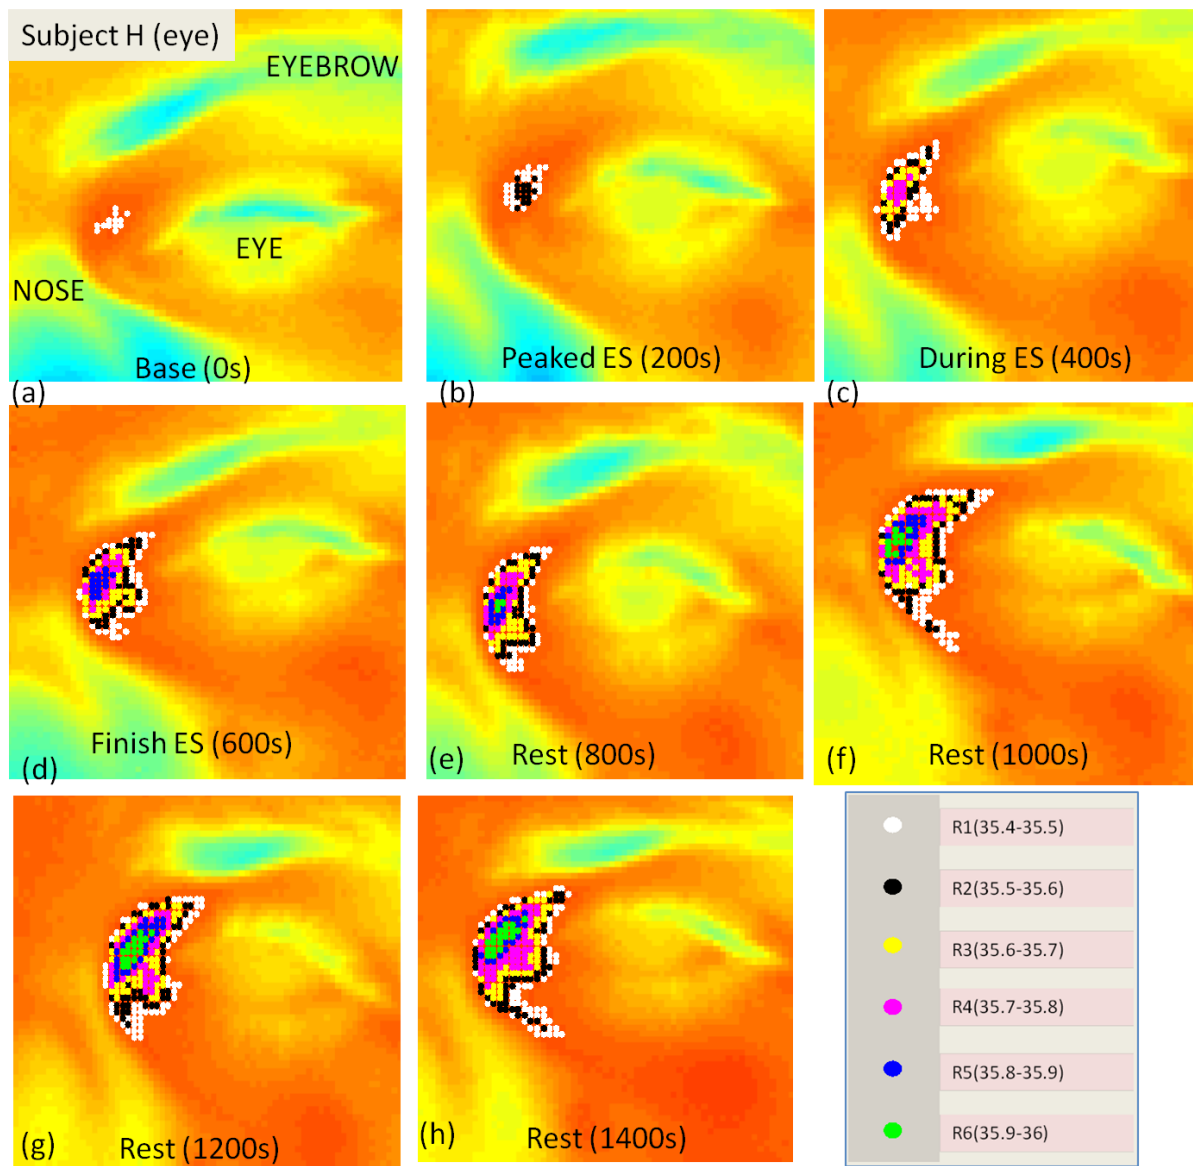 Subject H (eye)
EYEBROW
EYE
NOSE
Base (0s)
(a)
Peaked ES (200s)
(b)
During ES (400s)
(c)
Finish ES (600s)
(d)
Rest (800s)
(e)
Rest (1000s)
(f)
Rest (1200s)
(g)
Rest (1400s)
(h)
R1(35.4-35.5)
R2(35.5-35.6)
R3(35.6-35.7)
R4(35.7-35.8)
R5(35.8-35.9)
R6(35.9-36)